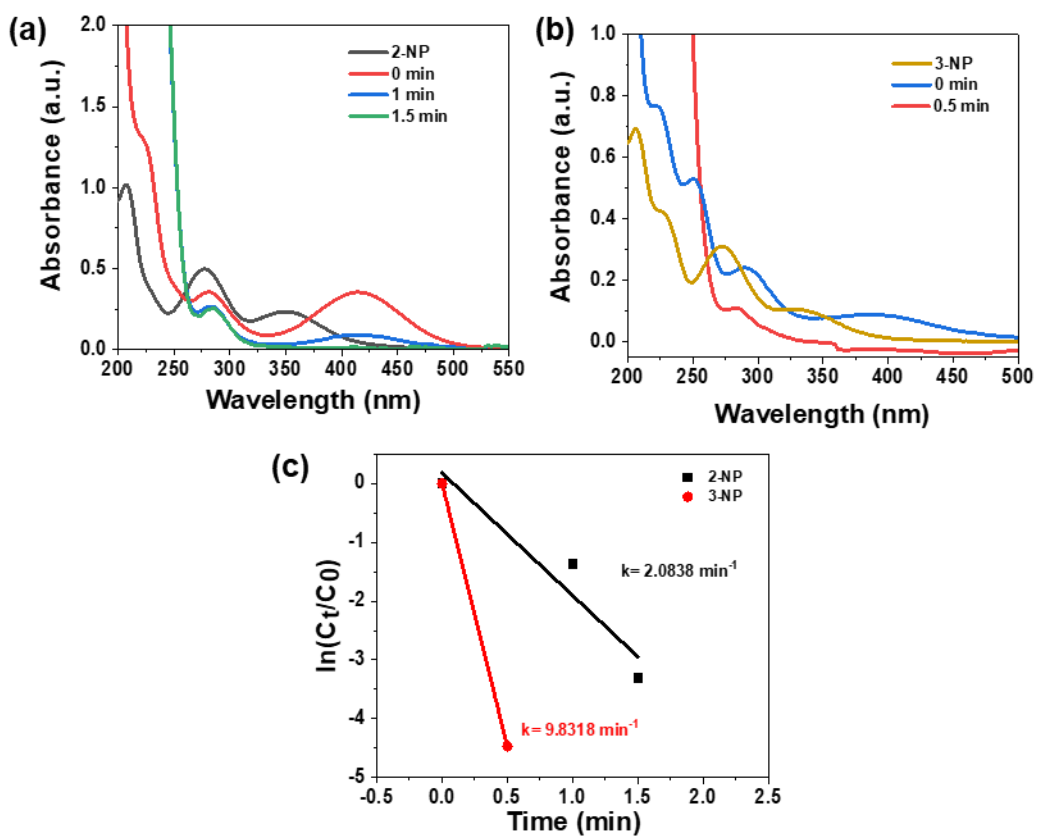 (a)
2-NP
0 min
1 min
1.5 min
Absorbance (a.u.)
2.0
1.5
1.0
0.5
0.0
200 250 300 350 400 450 500 550
Wavelength (nm)
(b)
3-NP
0 min
0.5 min
Absorbance (a.u.)
1.0
0.8
0.6
0.4
0.2
0.0
200 250 300 350 400 450 500
Wavelength (nm)
(c)
2-NP
3-NP
ln(Ct/C0)
0
-1
-2
-3
-4
-5
k= 2.0838 min-1
k= 9.8318 min-1
-0.5 0.0 0.5 1.0 1.5 2.0 2.5
Time (min)